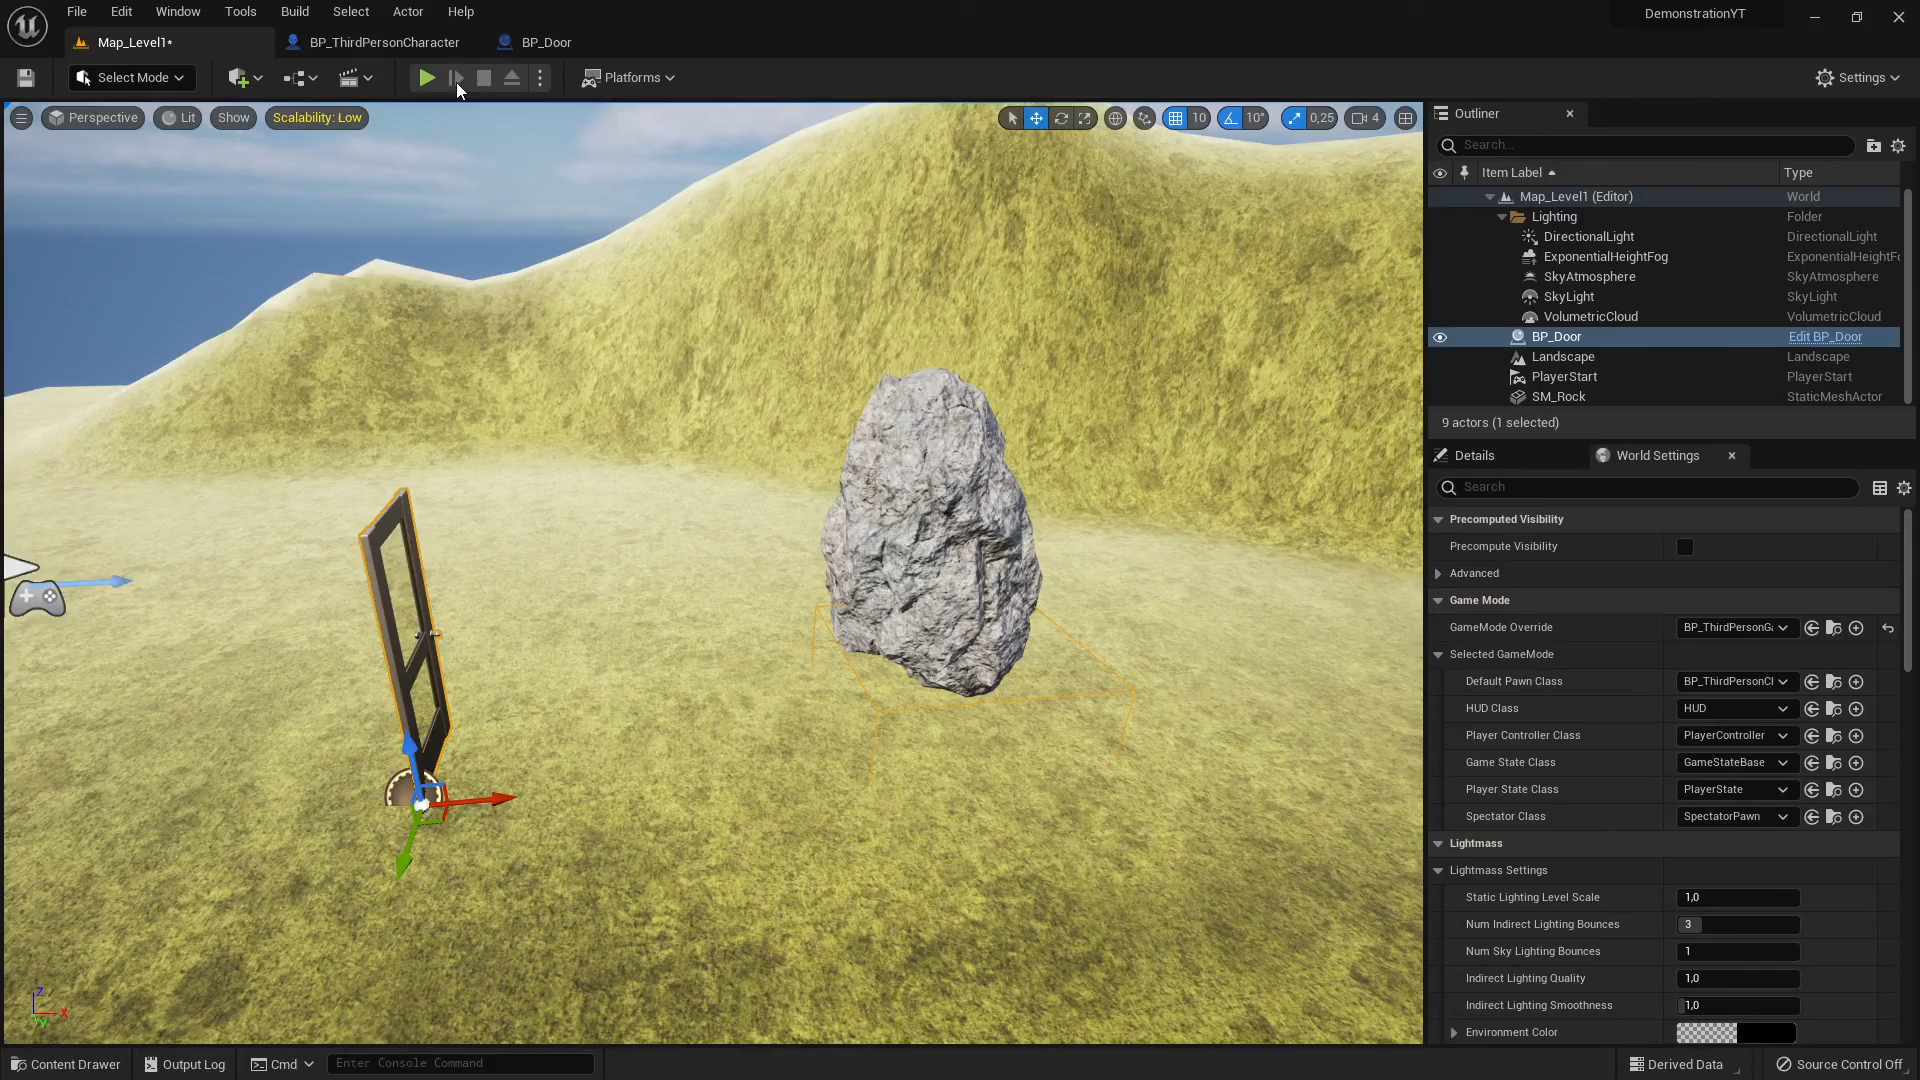 File Edit Window Tools Build Select Actor Help
DemonstrationYT
Map_Level1* BP_ThirdPersonCharacter BP_Door
Select Mode Platforms Settings
Perspective Lit Show Scalability: Low 10 10° 0,25 4
Outliner
Search...
Item Label Type
Map_Level1 (Editor) World
Lighting Folder
DirectionalLight DirectionalLight
ExponentialHeightFog ExponentialHeightFo
SkyAtmosphere SkyAtmosphere
SkyLight SkyLight
VolumetricCloud VolumetricCloud
BP_Door Edit BP_Door
Landscape Landscape
PlayerStart PlayerStart
SM_Rock StaticMeshActor
9 actors (1 selected)
Details World Settings
Search
Precomputed Visibility
Precompute Visibility
Advanced
Game Mode
GameMode Override BP_ThirdPersonGa
Selected GameMode
Default Pawn Class BP_ThirdPersonCl
HUD Class HUD
Player Controller Class PlayerController
Game State Class GameStateBase
Player State Class PlayerState
Spectator Class SpectatorPawn
Lightmass
Lightmass Settings
Static Lighting Level Scale 1,0
Num Indirect Lighting Bounces 3
Num Sky Lighting Bounces 1
Indirect Lighting Quality 1,0
Indirect Lighting Smoothness 1,0
Environment Color
Z
X
Y
Content Drawer Output Log Cmd Enter Console Command Derived Data Source Control Off